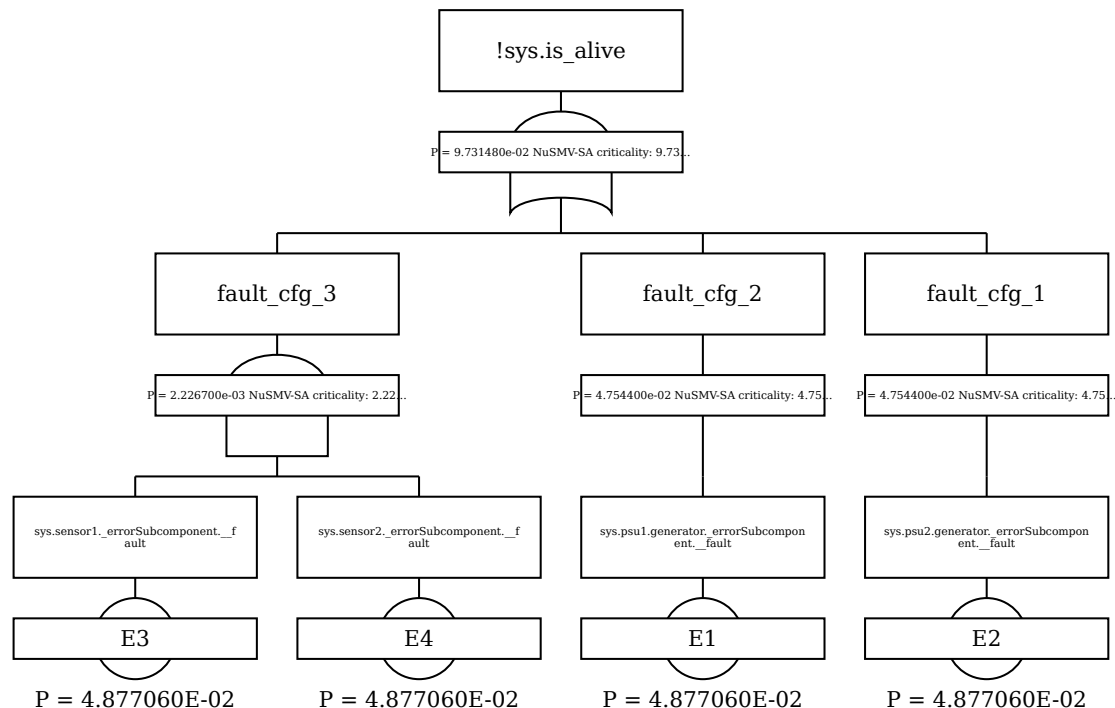 !sys.is_alive
P = 9.731480e-02 NuSMV-SA criticality: 9.73...
fault_cfg_3
fault_cfg_2
fault_cfg_1
P = 2.226700e-03 NuSMV-SA criticality: 2.22...
P = 4.754400e-02 NuSMV-SA criticality: 4.75...
P = 4.754400e-02 NuSMV-SA criticality: 4.75...
sys.sensor1._errorSubcomponent.__f
ault
sys.sensor2._errorSubcomponent.__f
ault
sys.psu1.generator._errorSubcompon
ent.__fault
sys.psu2.generator._errorSubcompon
ent.__fault
E3
E4
E1
E2
P = 4.877060E-02
P = 4.877060E-02
P = 4.877060E-02
P = 4.877060E-02